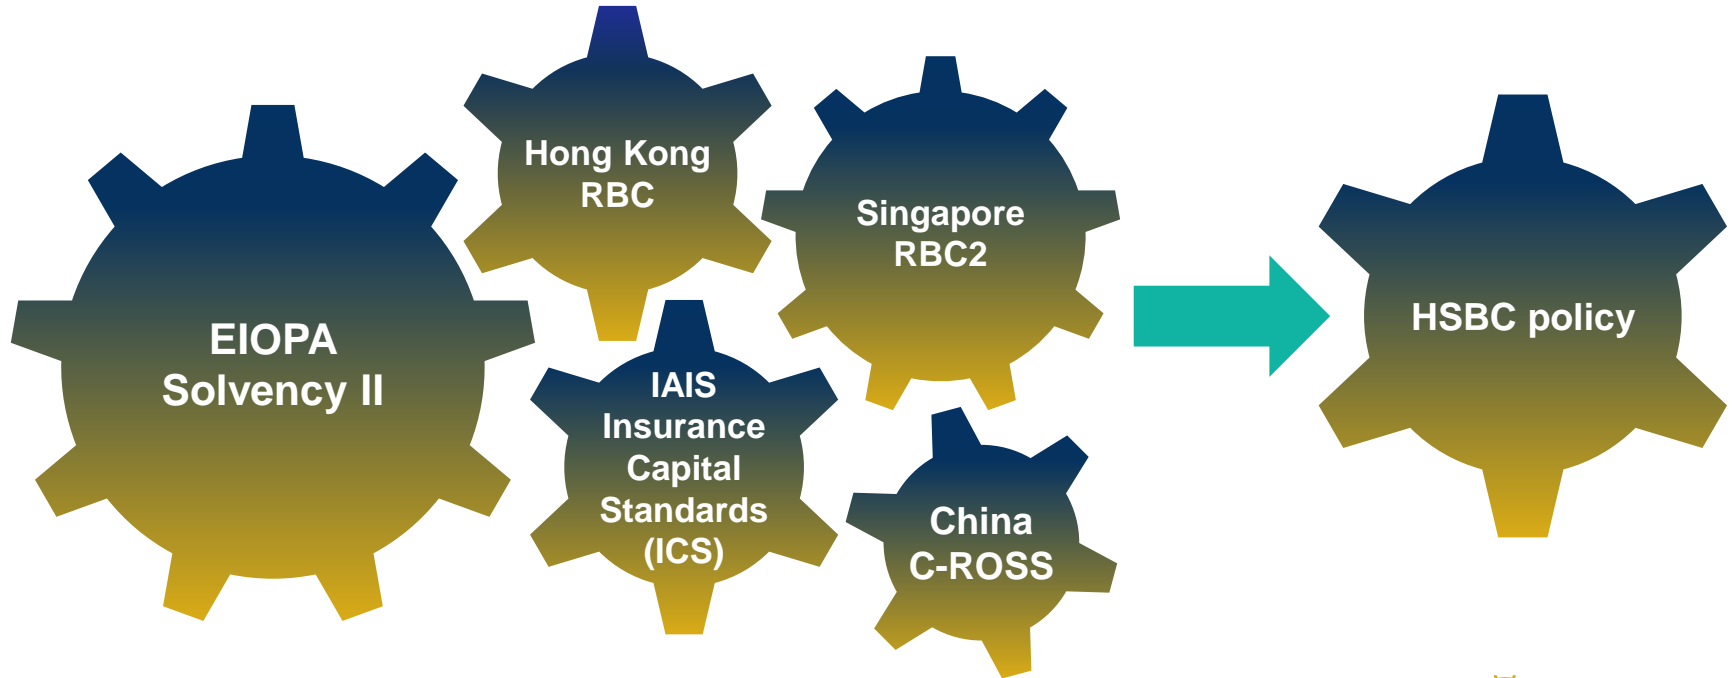 EIOPA
Solvency II
Hong Kong
RBC
Singapore
RBC2
IAIS
Insurance
Capital
Standards
(ICS)
China
C-ROSS
HSBC policy